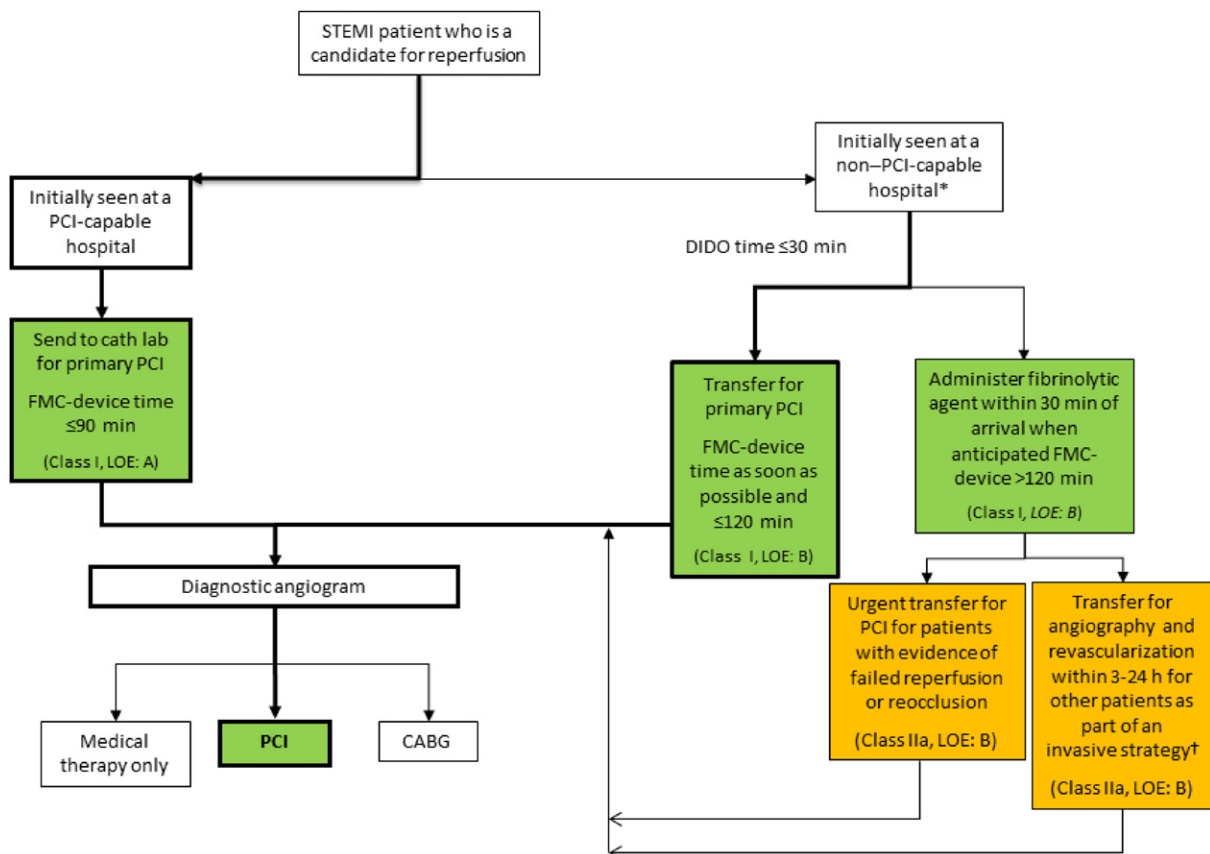 STEMI patient who is a
candidate for reperfusion
Initially seen at a
non–PCI-capable
hospital*
Initially seen at a
PCI-capable
hospital
DIDO time ≤30 min
Send to cath lab
for primary PCI
FMC-device time
≤90 min
(Class I, LOE: A)
Transfer for
primary PCI
FMC-device
time as soon as
possible and
≤120 min
(Class I, LOE: B)
Administer fibrinolytic
agent within 30 min of
arrival when
anticipated FMC-
device >120 min
(Class I, LOE: B)
Diagnostic angiogram
Urgent transfer for
PCI for patients
with evidence of
failed reperfusion
or reocclusion
(Class IIa, LOE: B)
Transfer for
angiography and
revascularization
within 3-24 h for
other patients as
part of an
invasive strategy†
(Class IIa, LOE: B)
Medical
therapy only
PCI
CABG